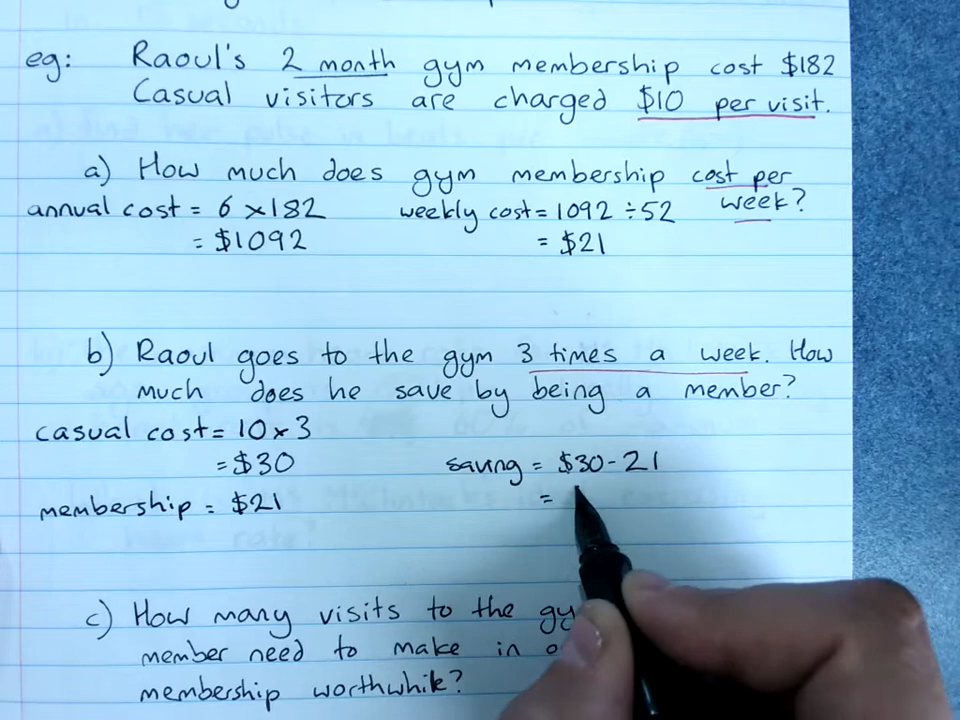 eg: Raoul's 2 month gym membership cost $182
Casual visitors are charged $10 per visit.
a) How much does gym membership cost per
week?
annual cost = 6 × 182
= $1092
weekly cost = 1092 ÷ 52
= $21
b) Raoul goes to the gym 3 times a week. How
much does he save by being a member?
casual cost = 10 × 3
= $30
membership = $21
saving = $30 - 21
=
c) How many visits to the
member need to make in
membership worthwhile?